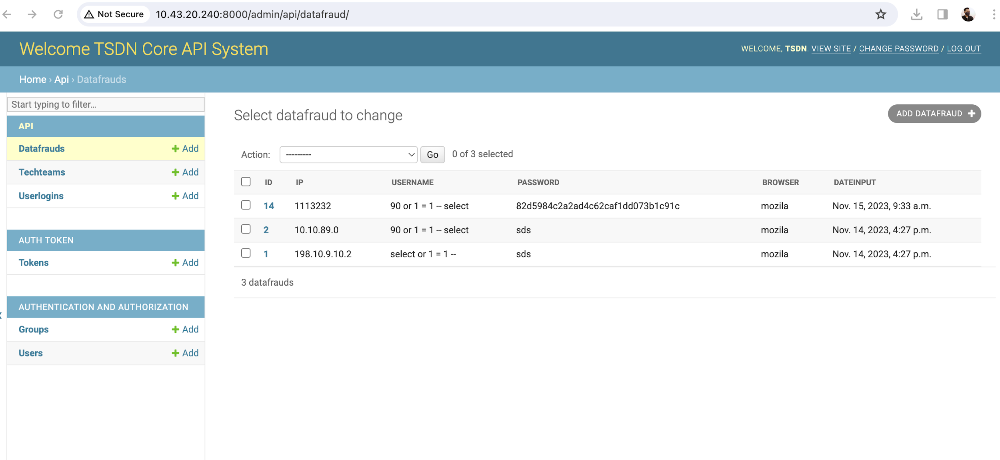 Not Secure 10.43.20.240:8000/admin/api/datafraud/
Welcome TSDN Core API System
WELCOME, TSDN. VIEW SITE / CHANGE PASSWORD / LOG OUT
Home › Api › Datafrauds
Start typing to filter...
API
Datafrauds + Add
Techteams + Add
Userlogins + Add
AUTH TOKEN
Tokens + Add
AUTHENTICATION AND AUTHORIZATION
Groups + Add
Users + Add
Select datafraud to change
ADD DATAFRAUD +
Action: --------- Go 0 of 3 selected
ID IP USERNAME PASSWORD BROWSER DATEINPUT
14 1113232 90 or 1 = 1 -- select 82d5984c2a2ad4c62caf1dd073b1c91c mozila Nov. 15, 2023, 9:33 a.m.
2 10.10.89.0 90 or 1 = 1 -- select sds mozila Nov. 14, 2023, 4:27 p.m.
1 198.10.9.10.2 select or 1 = 1 -- sds mozila Nov. 14, 2023, 4:27 p.m.
3 datafrauds